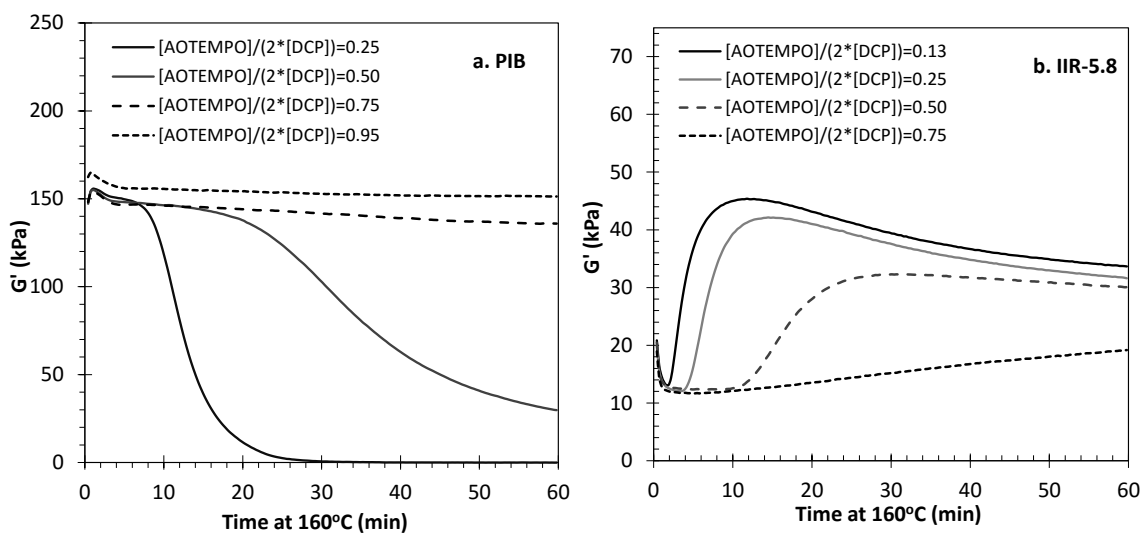 a. PIB
[AOTEMPO]/(2*[DCP])=0.25
[AOTEMPO]/(2*[DCP])=0.50
[AOTEMPO]/(2*[DCP])=0.75
[AOTEMPO]/(2*[DCP])=0.95
G' (kPa)
250
200
150
100
50
0
0 10 20 30 40 50 60
Time at 160ºC (min)
b. IIR-5.8
[AOTEMPO]/(2*[DCP])=0.13
[AOTEMPO]/(2*[DCP])=0.25
[AOTEMPO]/(2*[DCP])=0.50
[AOTEMPO]/(2*[DCP])=0.75
G' (kPa)
70
60
50
40
30
20
10
0
0 10 20 30 40 50 60
Time at 160ºC (min)